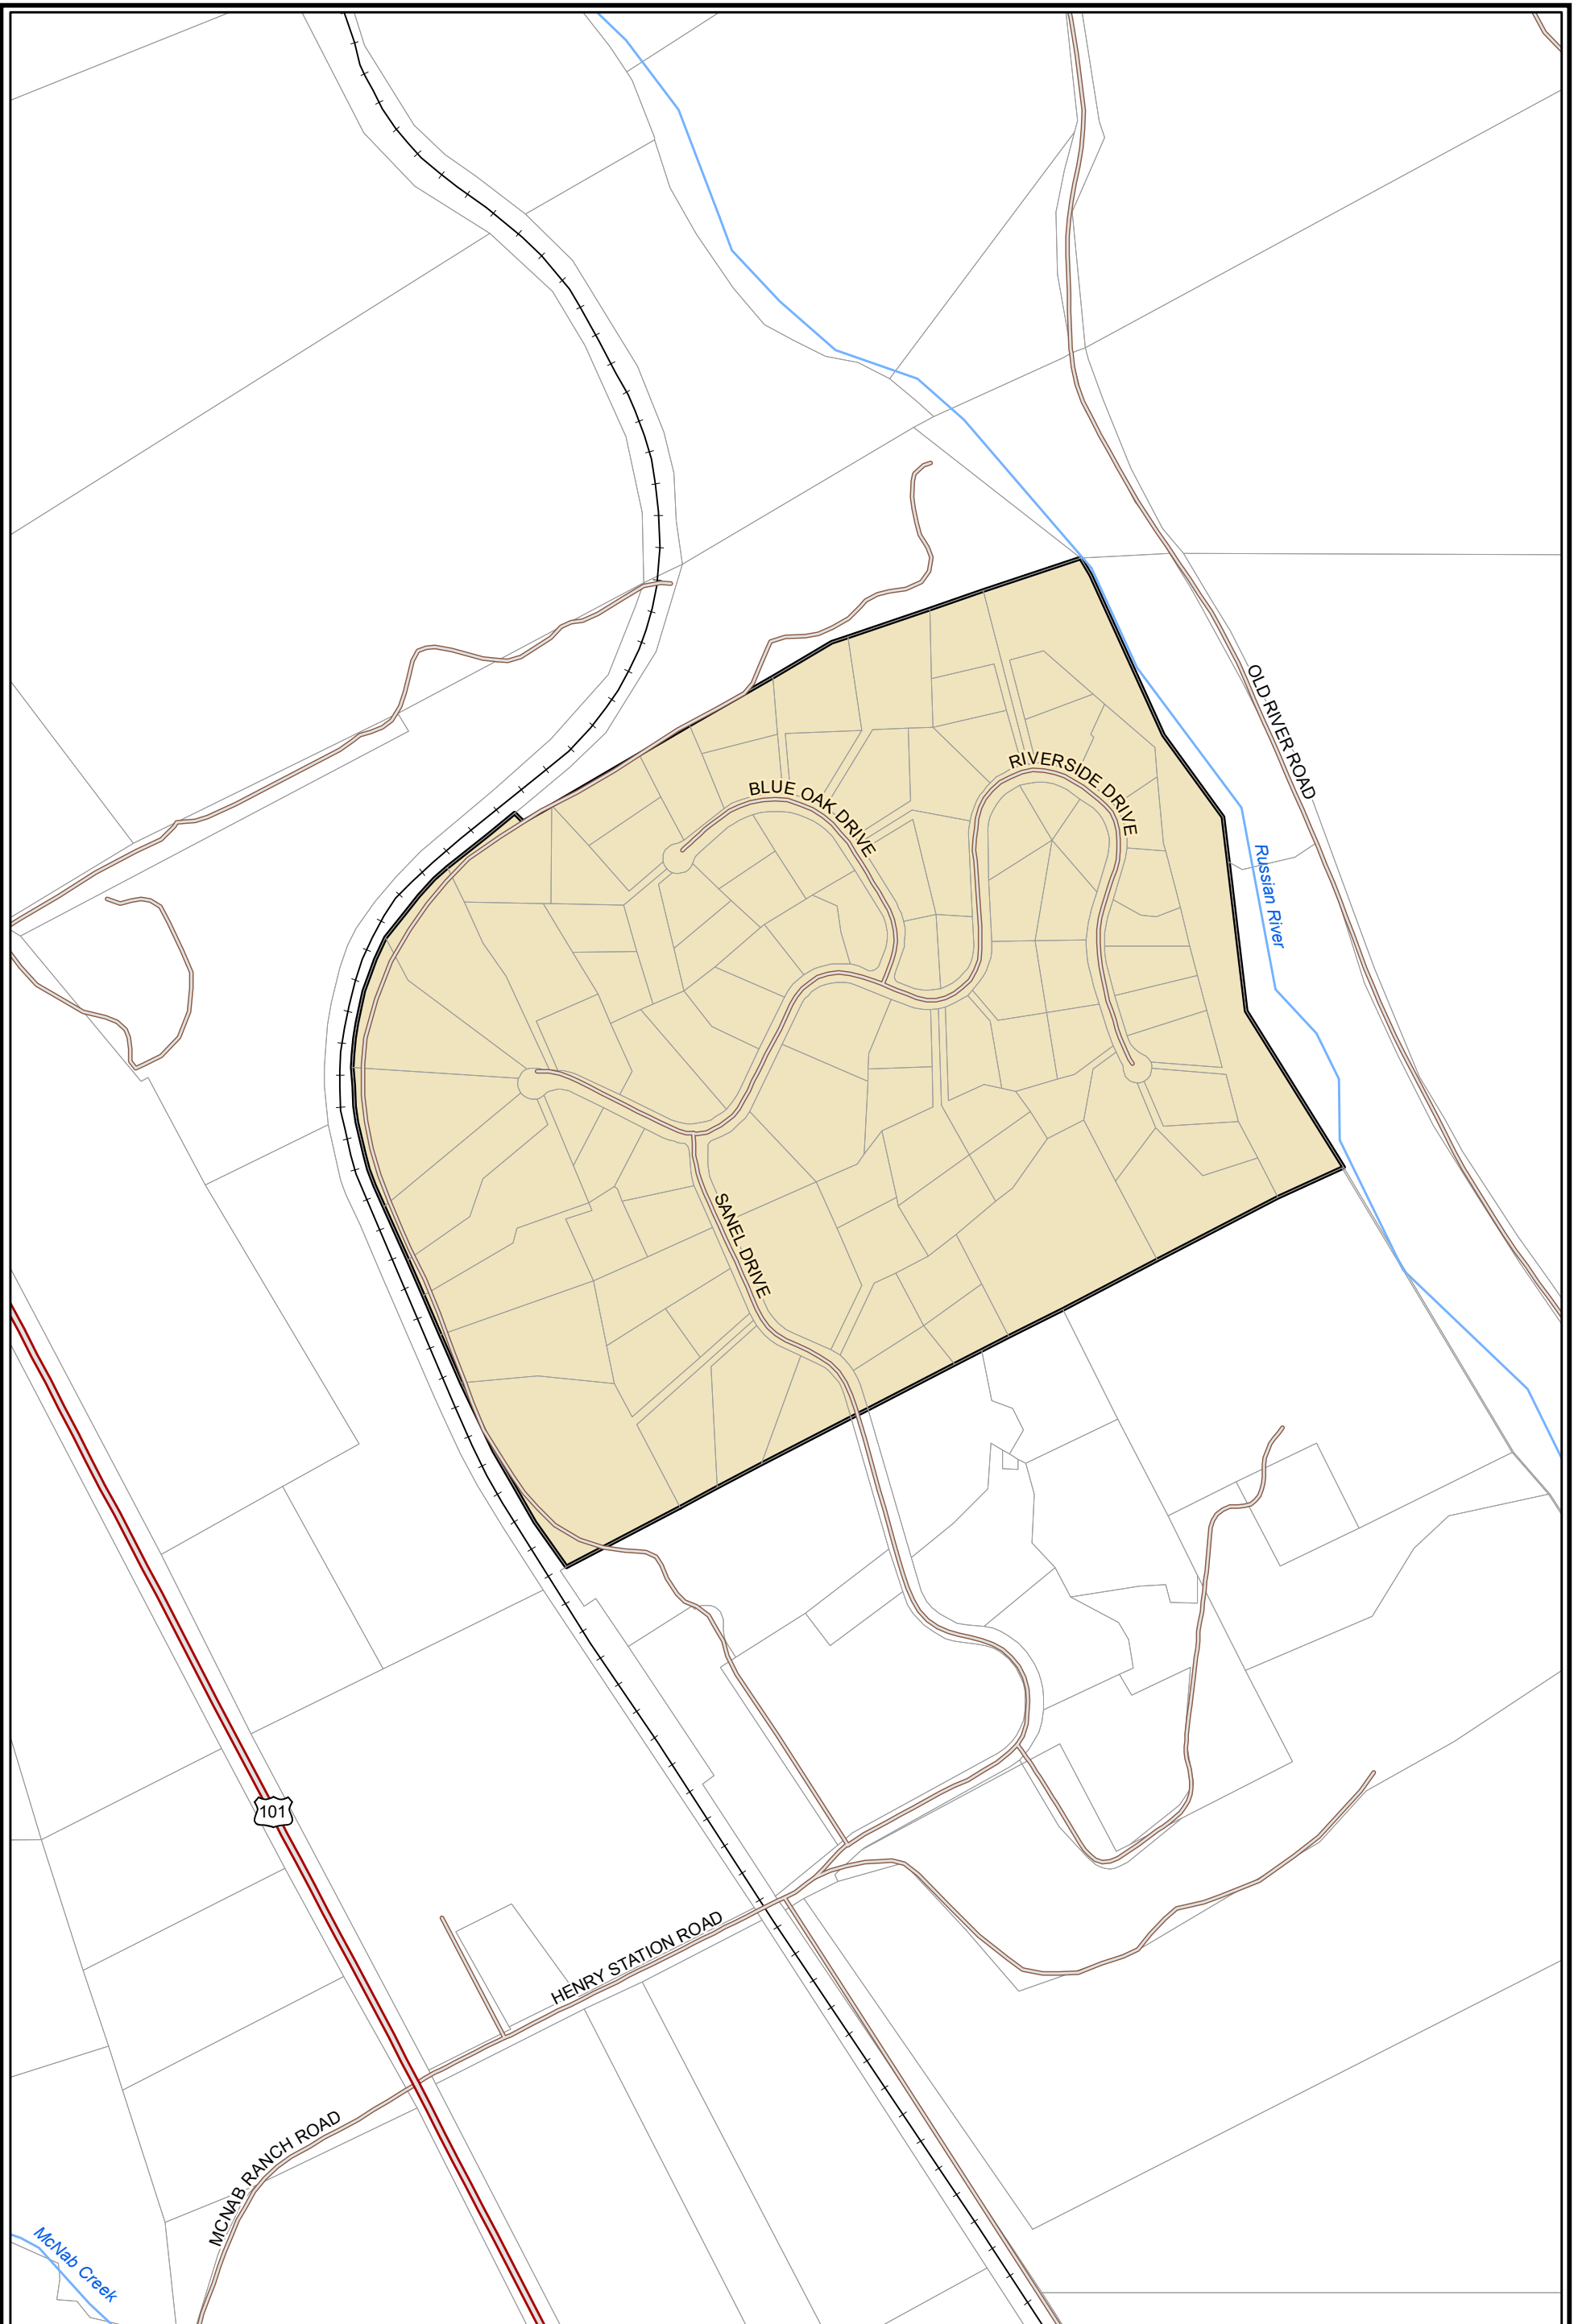 OLD RIVER ROAD
RIVERSIDE DRIVE
BLUE OAK DRIVE
Russian River
SANEL DRIVE
101
HENRY STATION ROAD
MCNAB RANCH ROAD
McNab Creek